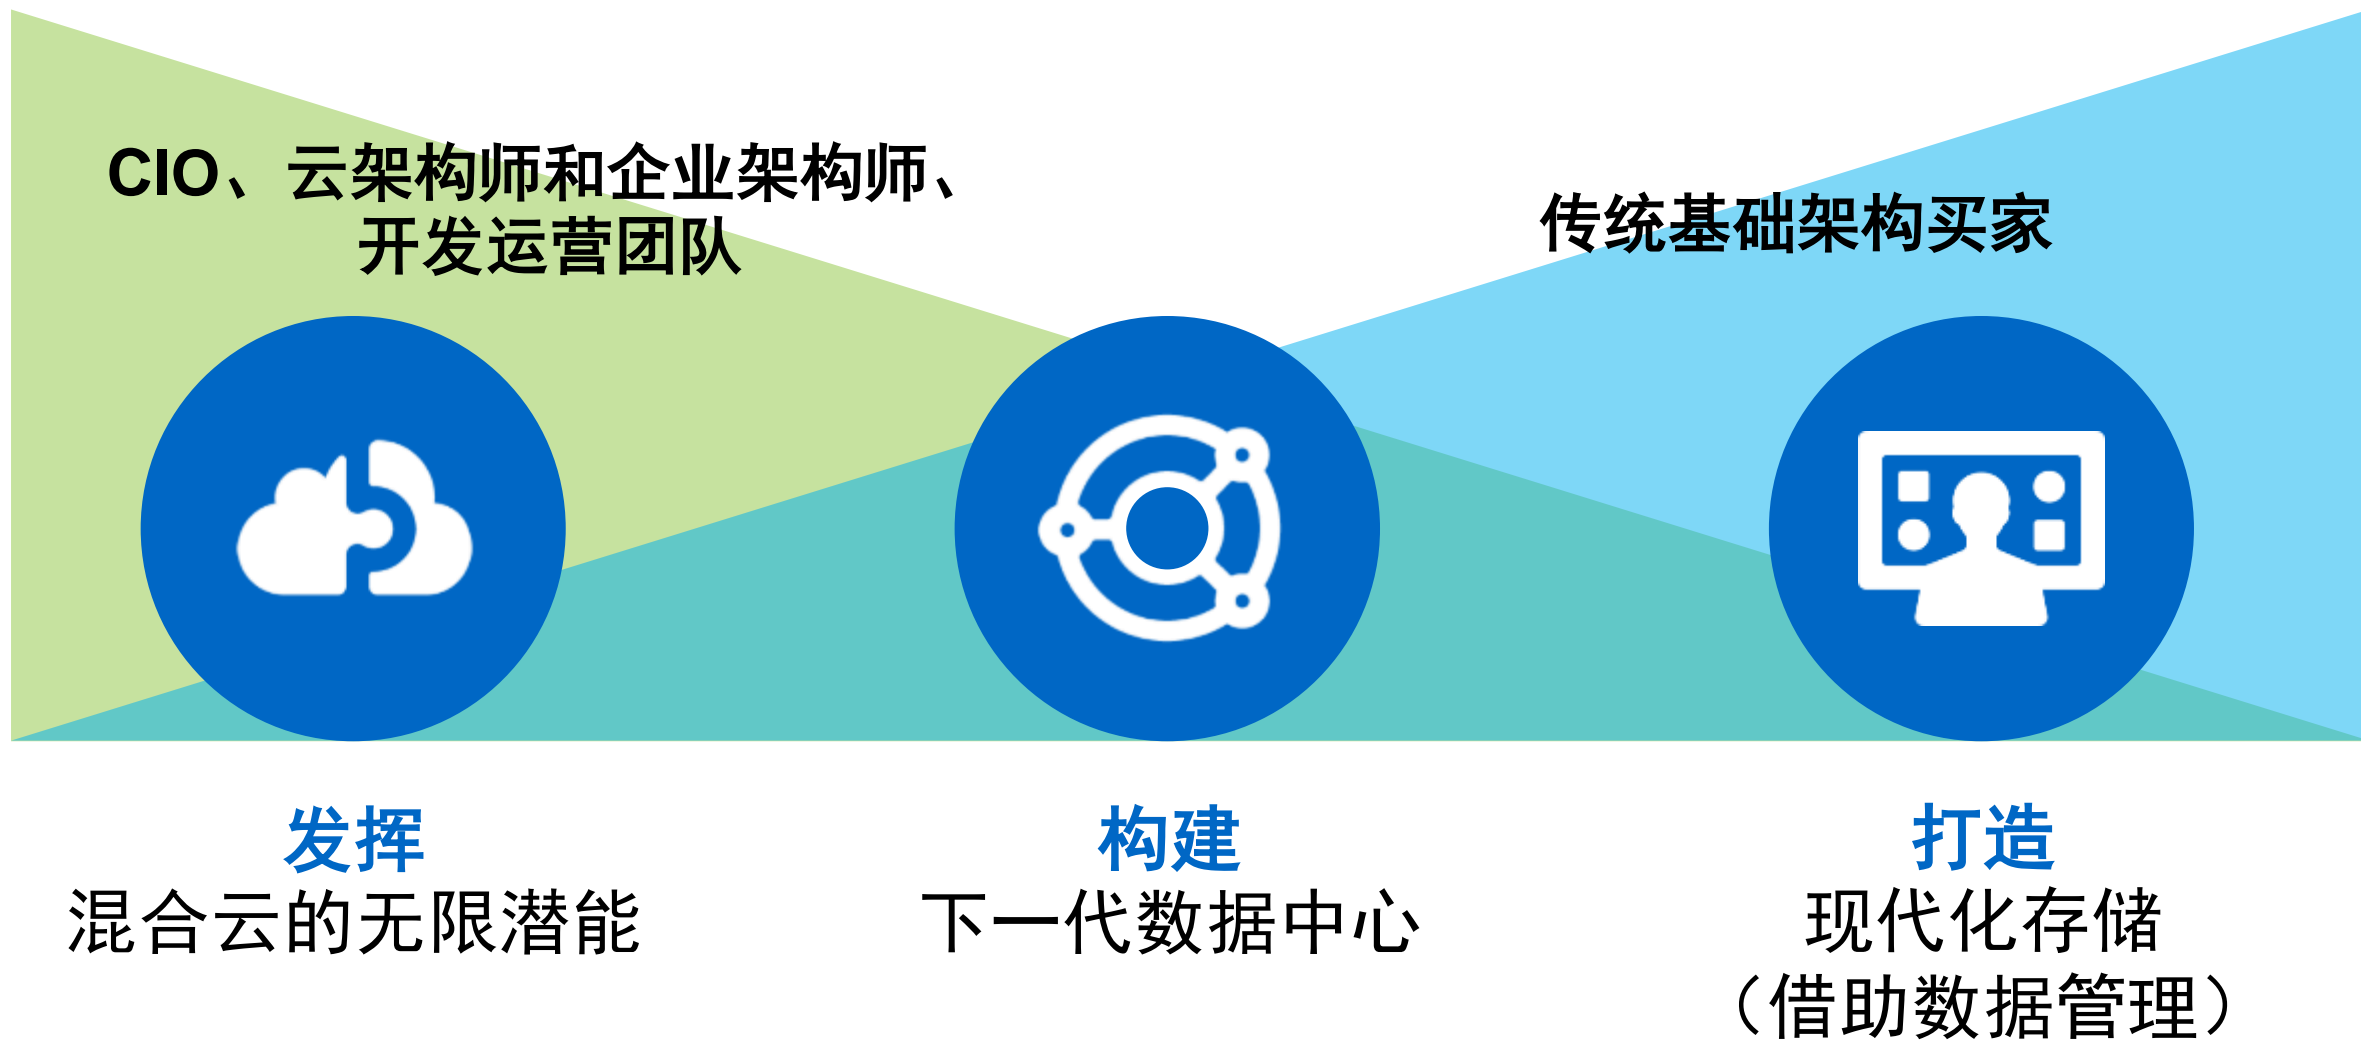 CIO、云架构师和企业架构师、
开发运营团队
传统基础架构买家
发挥
混合云的无限潜能
构建
下一代数据中心
打造
现代化存储
（借助数据管理）